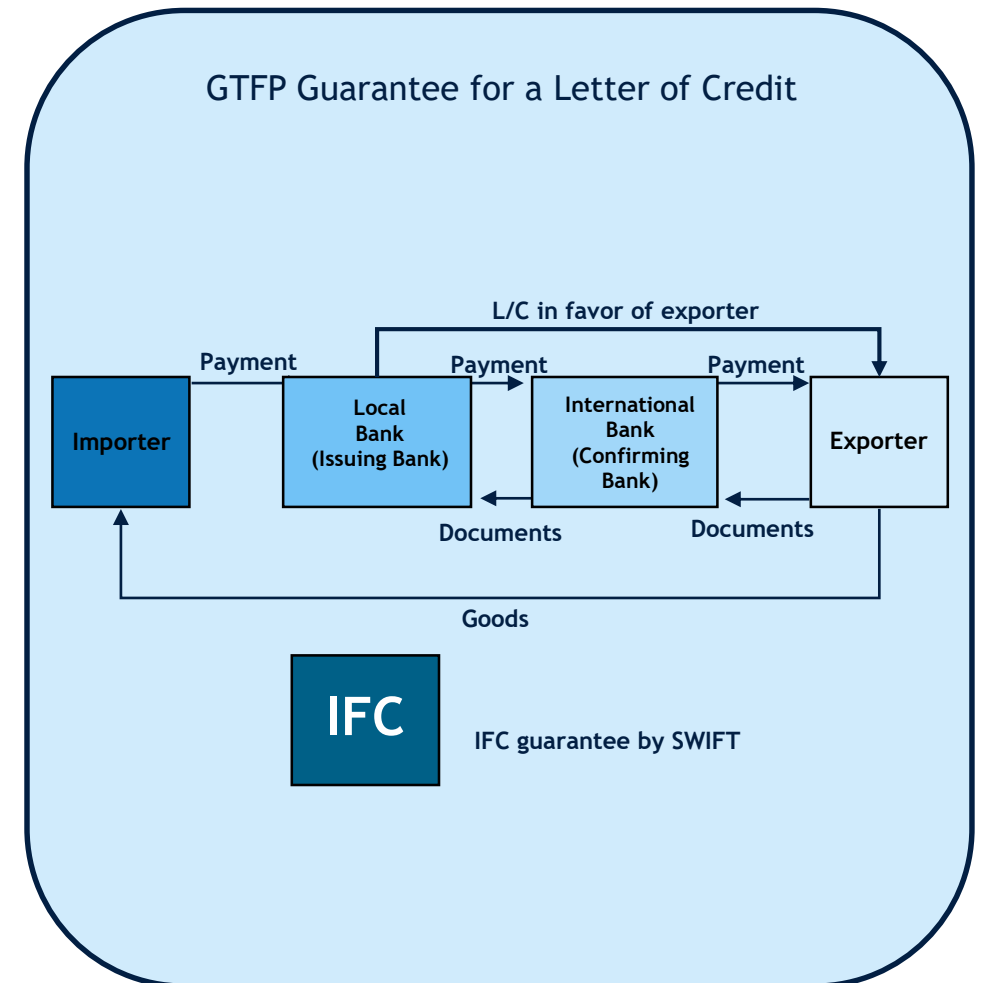 GTFP Guarantee for a Letter of Credit
L/C in favor of exporter
Payment
Payment
Payment
Importer
Local
Bank
(Issuing Bank)
International
Bank
(Confirming
Bank)
Exporter
Documents
Documents
Goods
IFC
IFC guarantee by SWIFT